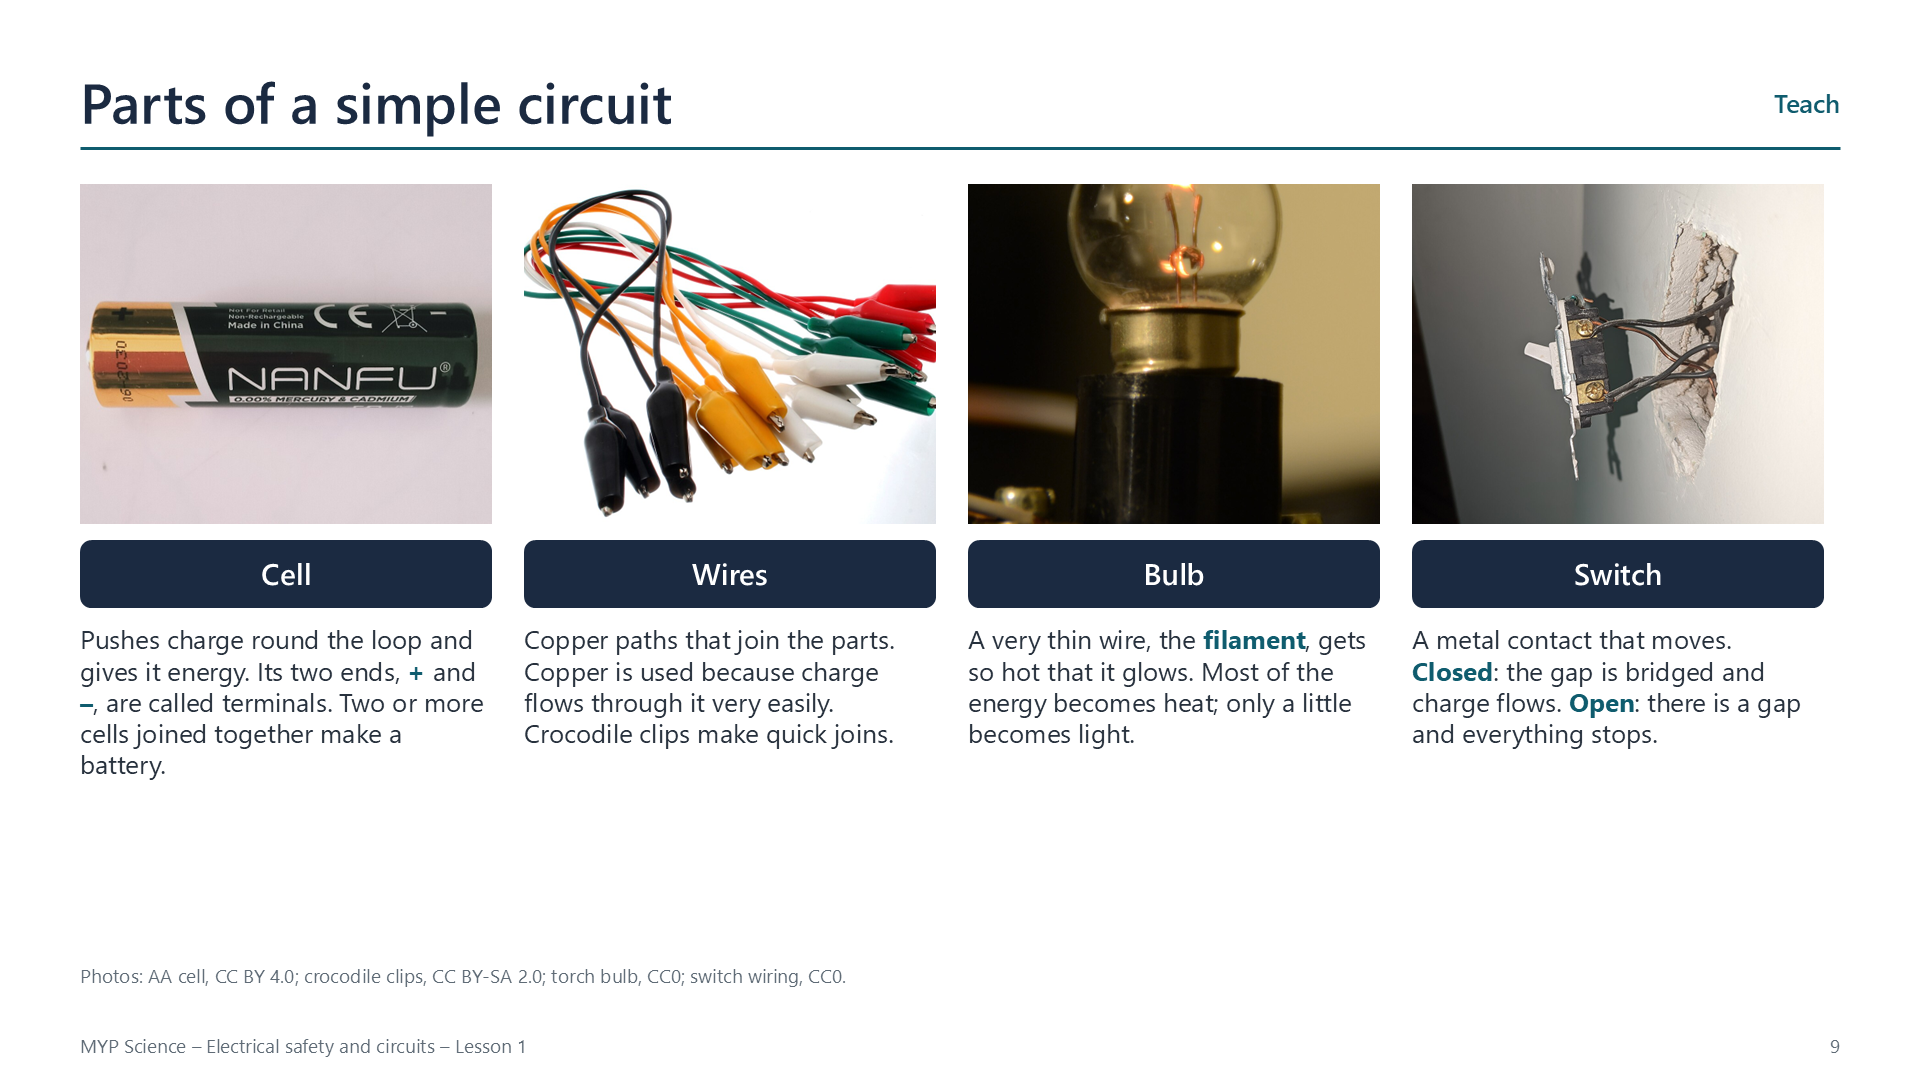 Parts of a simple circuit
Teach
+
–
Not For Retail
Non-Rechargeable
Made in China
CE
06-2030
NANFU®
0.00% MERCURY & CADMIUM
Cell
Wires
Bulb
Switch
Pushes charge round the loop and
gives it energy. Its two ends, + and
–, are called terminals. Two or more
cells joined together make a
battery.
Copper paths that join the parts.
Copper is used because charge
flows through it very easily.
Crocodile clips make quick joins.
A very thin wire, the filament, gets
so hot that it glows. Most of the
energy becomes heat; only a little
becomes light.
A metal contact that moves.
Closed: the gap is bridged and
charge flows. Open: there is a gap
and everything stops.
Photos: AA cell, CC BY 4.0; crocodile clips, CC BY-SA 2.0; torch bulb, CC0; switch wiring, CC0.
MYP Science – Electrical safety and circuits – Lesson 1
9